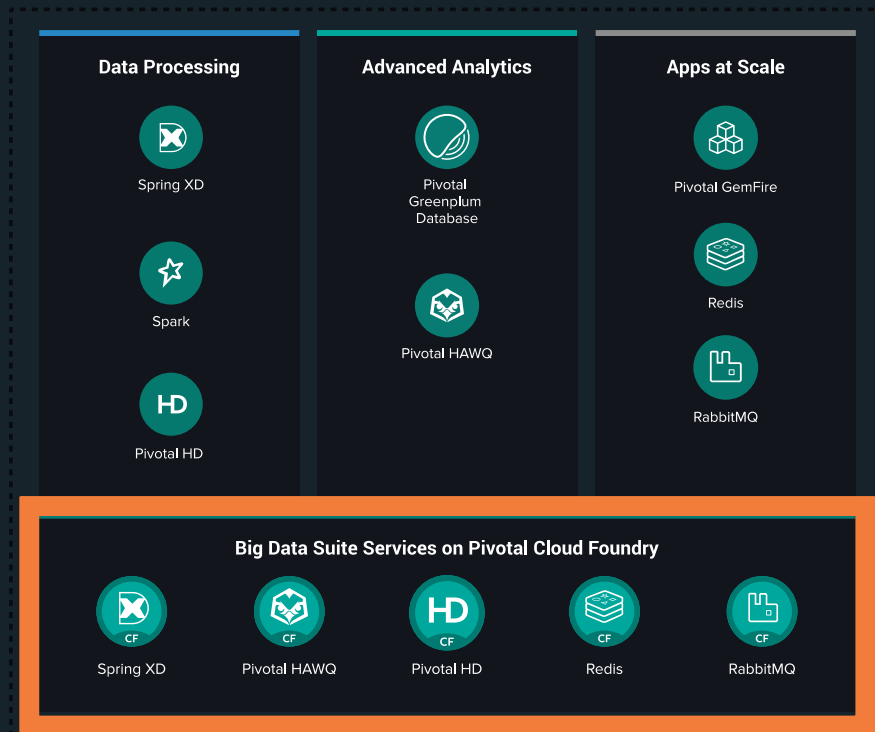 Data Processing
Spring XD
Spark
HD
Pivotal HD
Advanced Analytics
Pivotal
Greenplum
Database
Pivotal HAWQ
Apps at Scale
Pivotal GemFire
Redis
RabbitMQ
Big Data Suite Services on Pivotal Cloud Foundry
CF
Spring XD
CF
Pivotal HAWQ
HD
CF
Pivotal HD
CF
Redis
CF
RabbitMQ